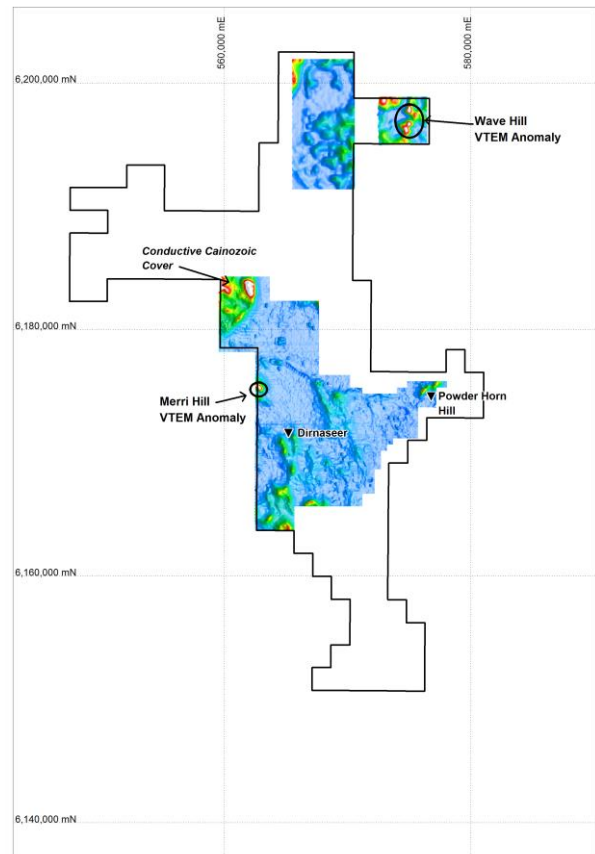 560,000 mE
580,000 mE
6,200,000 mN
Wave Hill
VTEM Anomaly
Conductive Cainozoic
Cover
6,180,000 mN
Merri Hill
VTEM Anomaly
Powder Horn
Hill
Dirnaseer
6,160,000 mN
6,140,000 mN